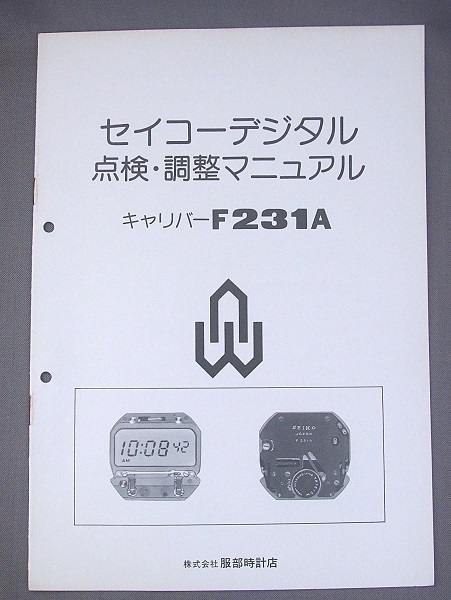 セイコーデジタル
点検・調整マニュアル
キャリバーF231A
10:08 42
AM
SEIKO
JAPAN
株式会社 服部時計店